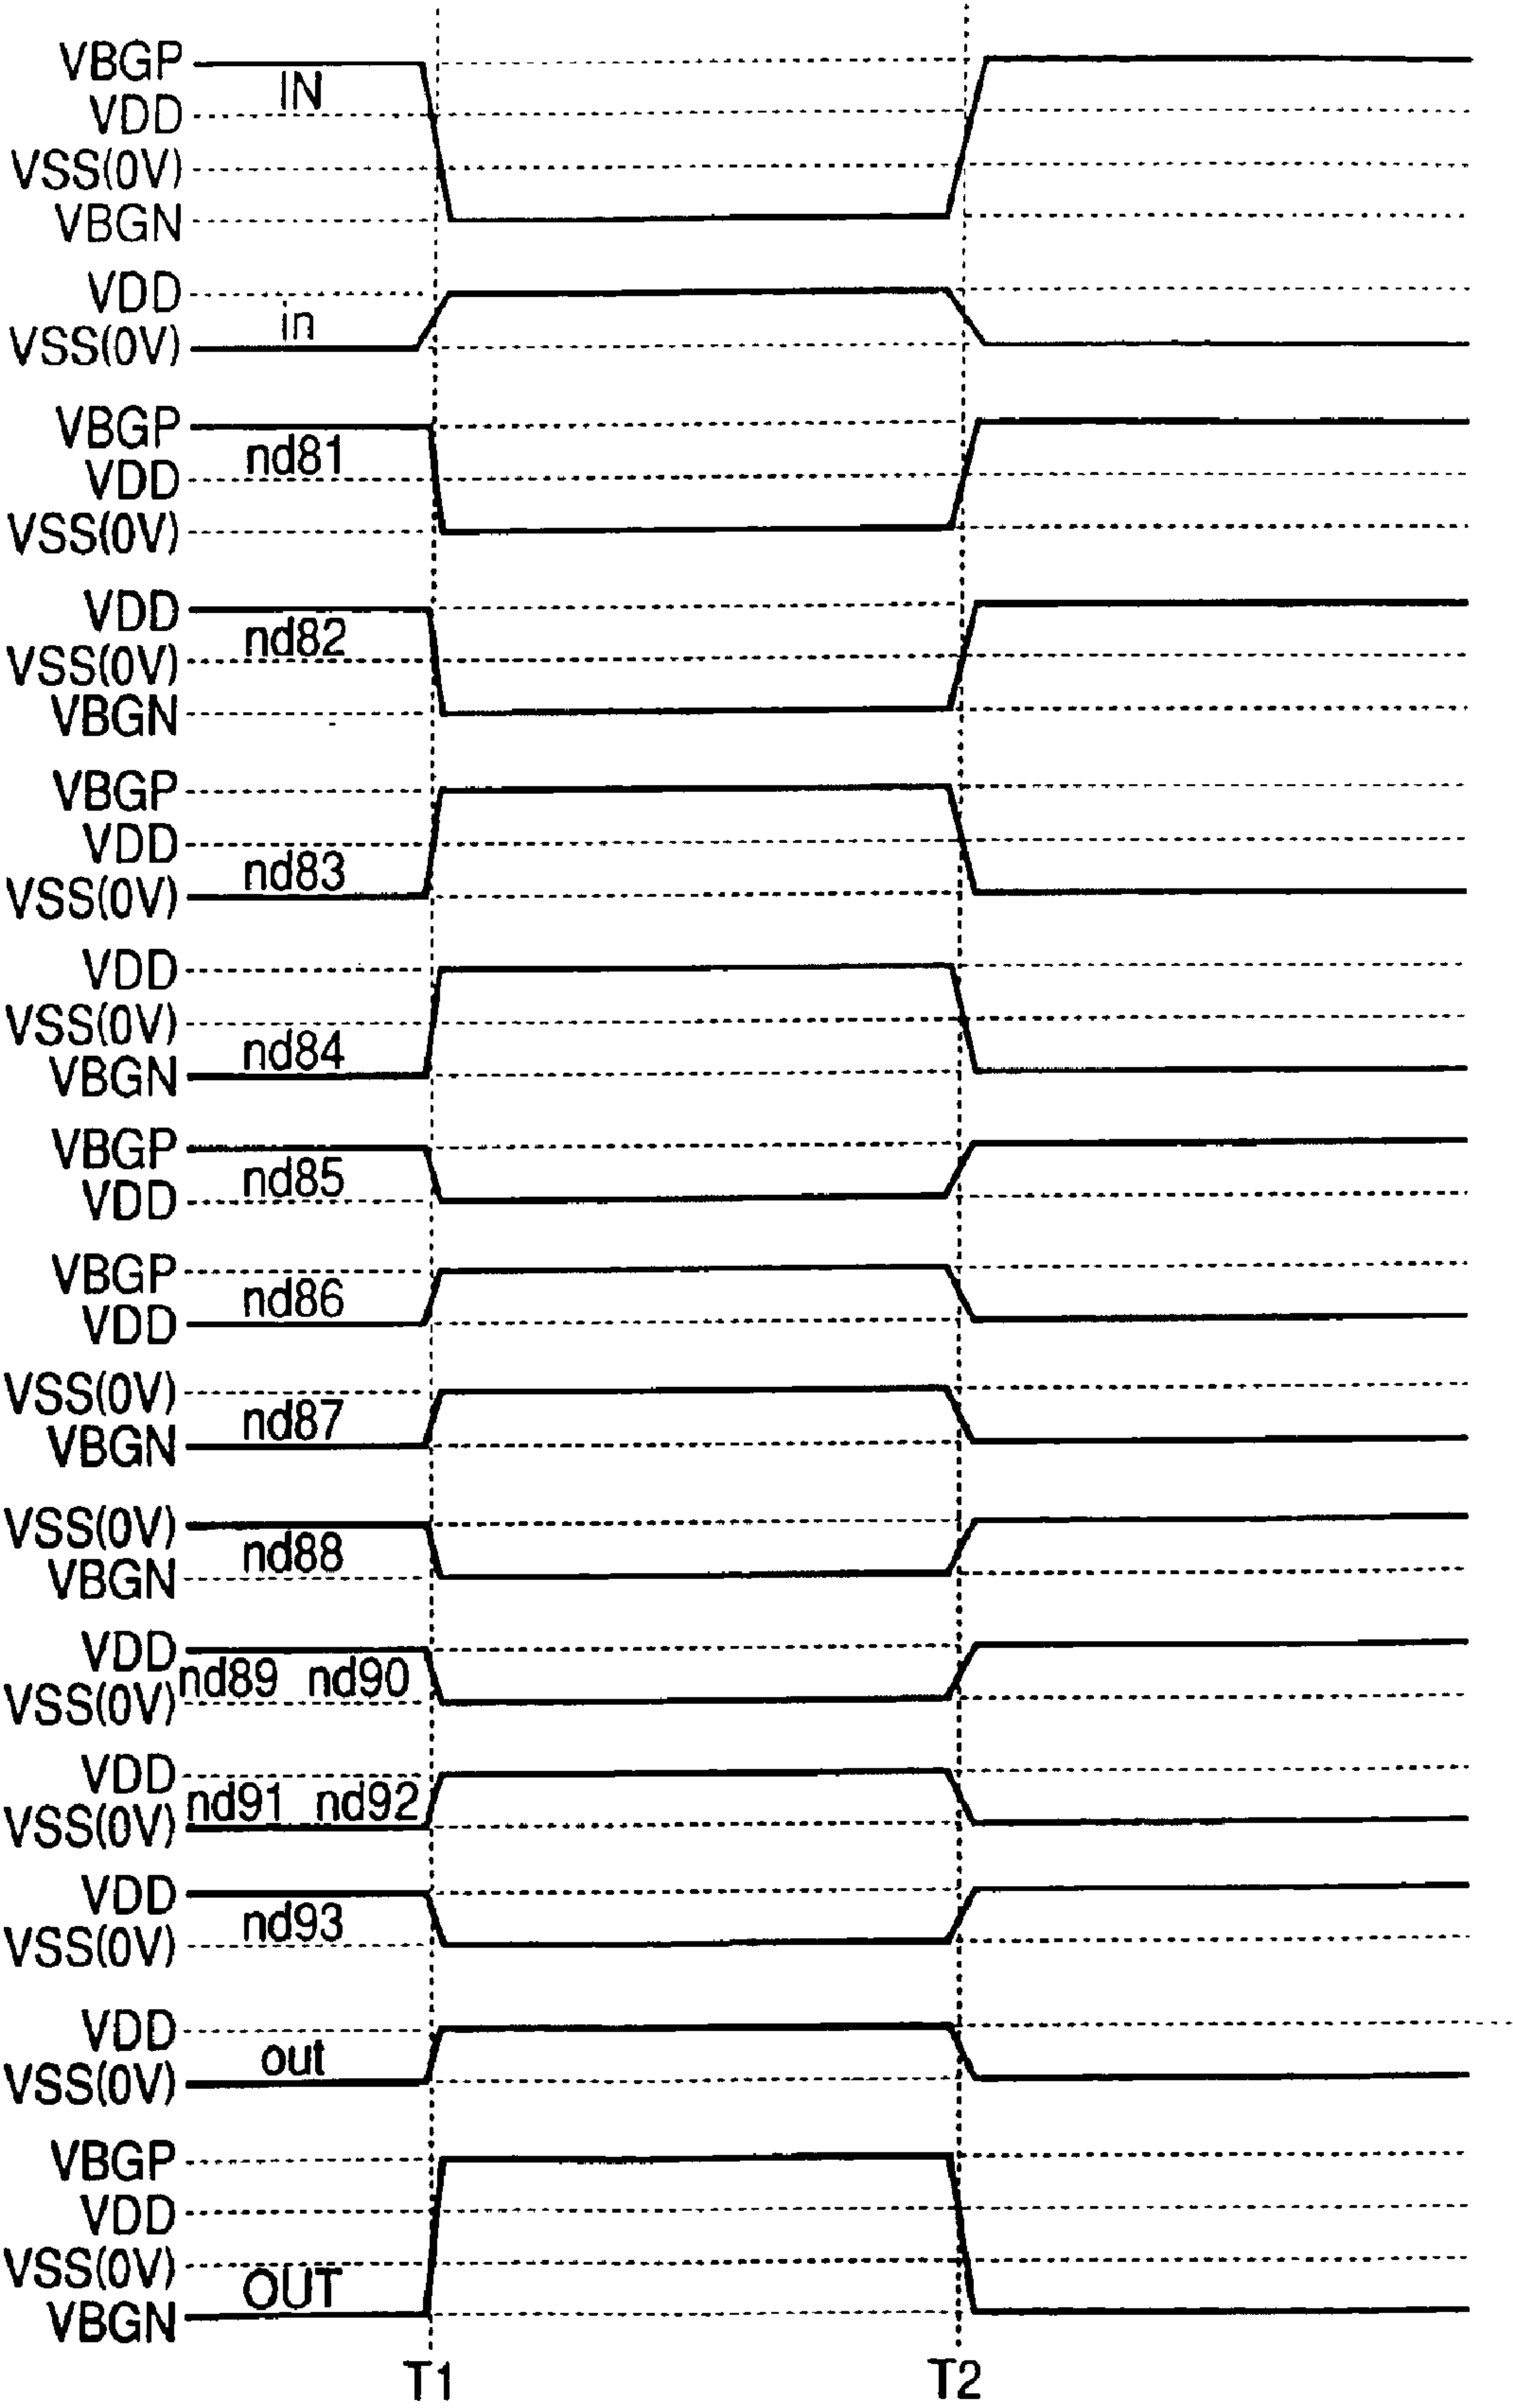 VBGP
IN
VDD
VSS(0V)
VBGN
VDD
in
VSS(0V)
VBGP
nd81
VDD
VSS(0V)
VDD
nd82
VSS(0V)
VBGN
VBGP
VDD
nd83
VSS(0V)
VDD
VSS(0V)
nd84
VBGN
VBGP
nd85
VDD
VBGP
nd86
VDD
VSS(0V)
nd87
VBGN
VSS(0V)
nd88
VBGN
VDD
nd89 nd90
VSS(0V)
VDD
nd91 nd92
VSS(0V)
VDD
nd93
VSS(0V)
VDD
out
VSS(0V)
VBGP
VDD
VSS(0V)
OUT
VBGN
T1 T2